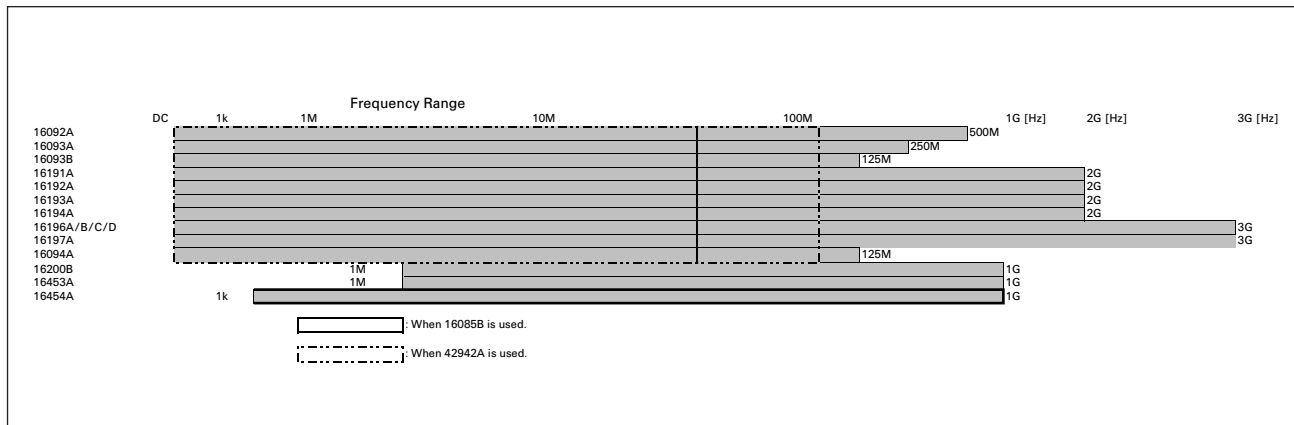 Frequency Range
DC 1k 1M 10M 100M 1G [Hz] 2G [Hz] 3G [Hz]
16092A 500M
16093A 250M
16093B 125M
16191A 2G
16192A 2G
16193A 2G
16194A 2G
16196A/B/C/D 3G
16197A 3G
16094A 125M
16200B 1M 1G
16453A 1M 1G
16454A 1k 1G
: When 16085B is used.
: When 42942A is used.